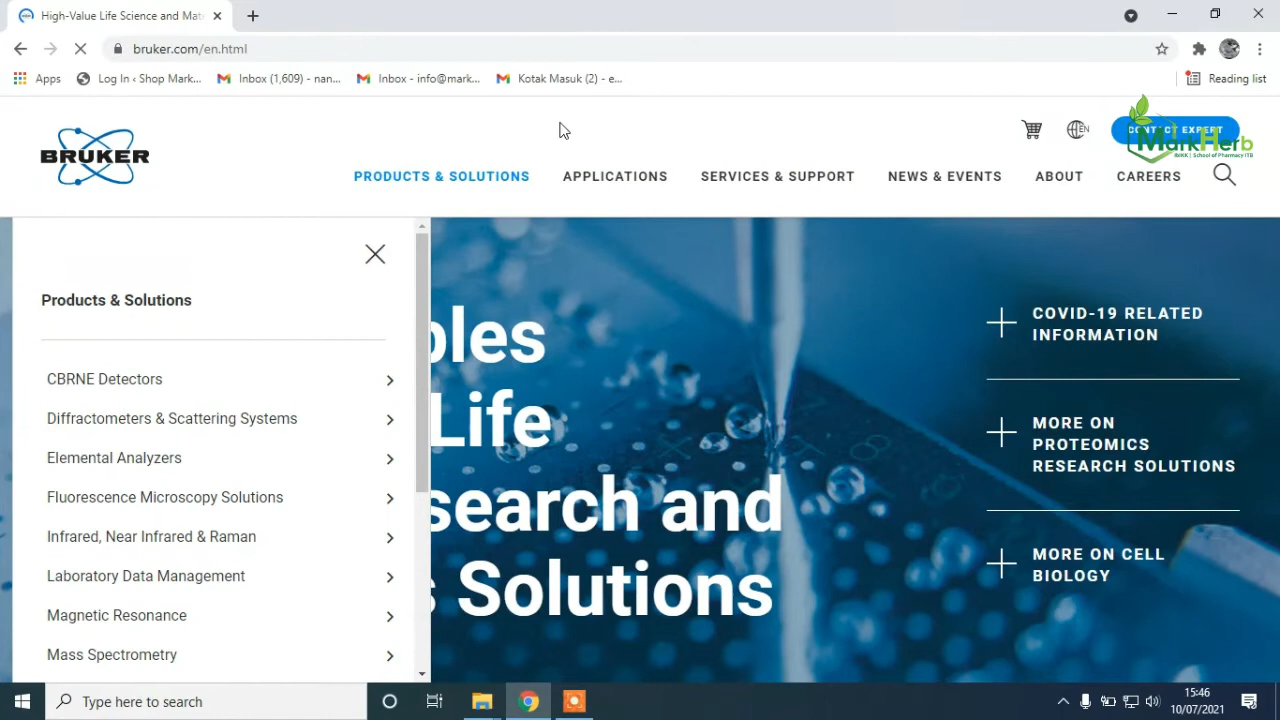 High-Value Life Science and Mat
bruker.com/en.html
Apps
Log In ‹ Shop Mark...
Inbox (1,609) - nan...
Inbox - info@mark...
Kotak Masuk (2) - e...
Reading list
BRUKER
EN
CONTACT EXPERT
MarkHerb
School of Pharmacy ITB
PRODUCTS & SOLUTIONS
APPLICATIONS
SERVICES & SUPPORT
NEWS & EVENTS
ABOUT
CAREERS
Products & Solutions
CBRNE Detectors
Diffractometers & Scattering Systems
Elemental Analyzers
Fluorescence Microscopy Solutions
Infrared, Near Infrared & Raman
Laboratory Data Management
Magnetic Resonance
Mass Spectrometry
bles
Life
search and
s Solutions
COVID-19 RELATED
INFORMATION
MORE ON
PROTEOMICS
RESEARCH SOLUTIONS
MORE ON CELL
BIOLOGY
Type here to search
15:46
10/07/2021